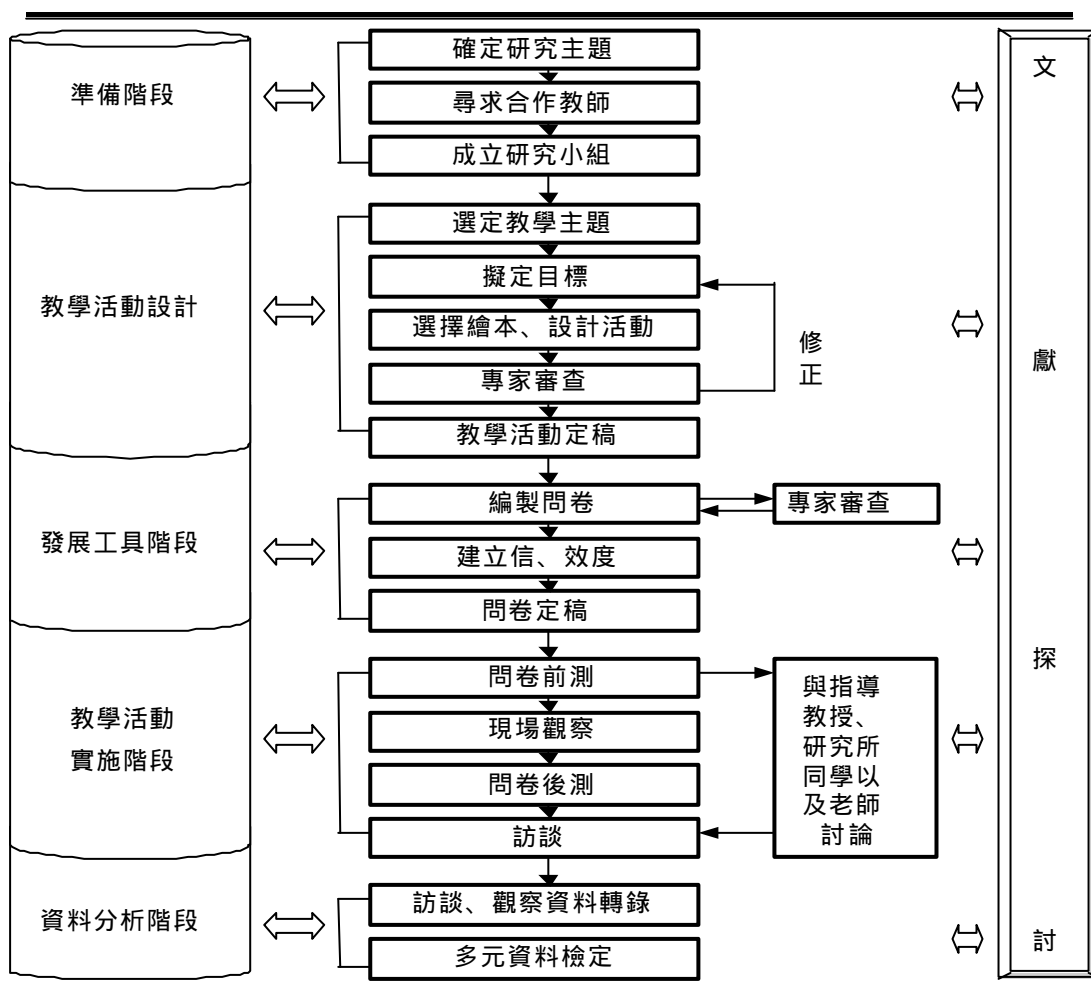 準備階段
確定研究主題
尋求合作教師
成立研究小組
教學活動設計
選定教學主題
擬定目標
選擇繪本、設計活動
專家審查
教學活動定稿
修
正
發展工具階段
編製問卷
專家審查
建立信、效度
問卷定稿
教學活動
實施階段
問卷前測
現場觀察
問卷後測
訪談
與指導
教授、
研究所
同學以
及老師
討論
資料分析階段
訪談、觀察資料轉錄
多元資料檢定
文
獻
探
討